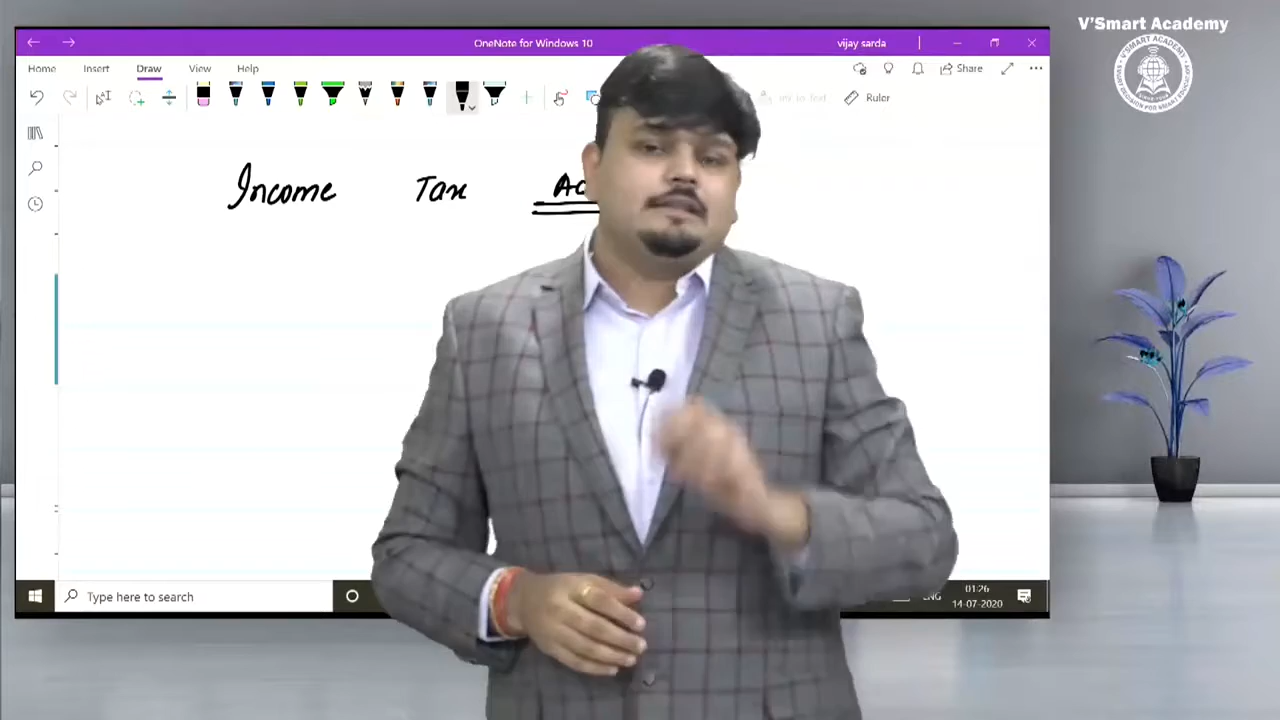 V'Smart Academy
OneNote for Windows 10
vijay sarda
Home Insert Draw View Help
Share
Ruler
Income Tax
Type here to search
ENG
01:26
14-07-2020